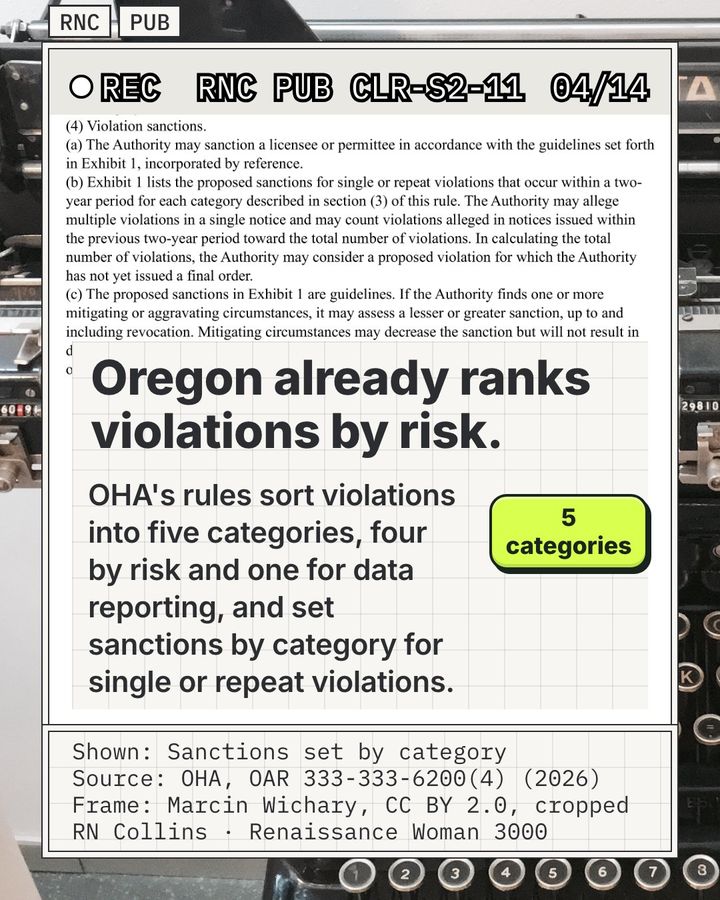 RNC PUB
REC RNC PUB CLR-S2-11 04/14
(4) Violation sanctions.
(a) The Authority may sanction a licensee or permittee in accordance with the guidelines set forth
in Exhibit 1, incorporated by reference.
(b) Exhibit 1 lists the proposed sanctions for single or repeat violations that occur within a two-
year period for each category described in section (3) of this rule. The Authority may allege
multiple violations in a single notice and may count violations alleged in notices issued within
the previous two-year period toward the total number of violations. In calculating the total
number of violations, the Authority may consider a proposed violation for which the Authority
has not yet issued a final order.
(c) The proposed sanctions in Exhibit 1 are guidelines. If the Authority finds one or more
mitigating or aggravating circumstances, it may assess a lesser or greater sanction, up to and
including revocation. Mitigating circumstances may decrease the sanction but will not result in
Oregon already ranks
violations by risk.
OHA's rules sort violations
into five categories, four
by risk and one for data
reporting, and set
sanctions by category for
single or repeat violations.
5
categories
Shown: Sanctions set by category
Source: OHA, OAR 333-333-6200(4) (2026)
Frame: Marcin Wichary, CC BY 2.0, cropped
RN Collins · Renaissance Woman 3000
29810
K
1 2 3 4 5 6 7 8